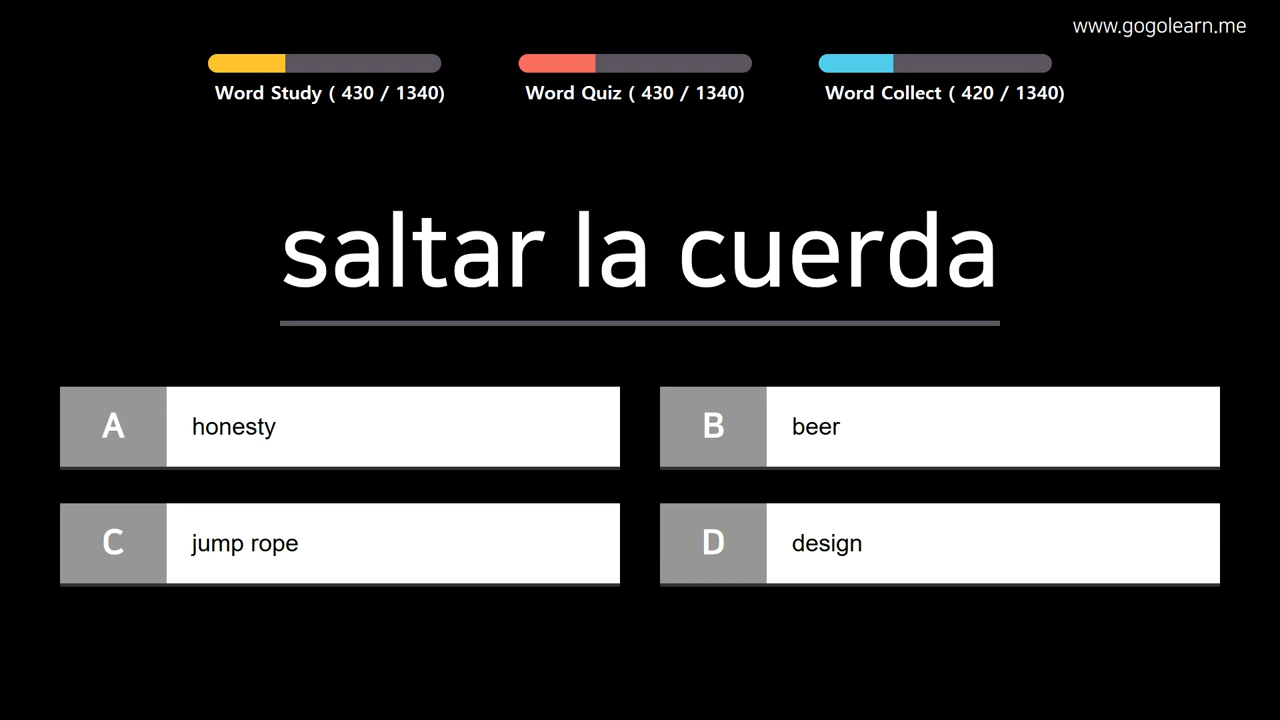 www.gogolearn.me
Word Study ( 430 / 1340)
Word Quiz ( 430 / 1340)
Word Collect ( 420 / 1340)
saltar la cuerda
A
honesty
B
beer
C
jump rope
D
design